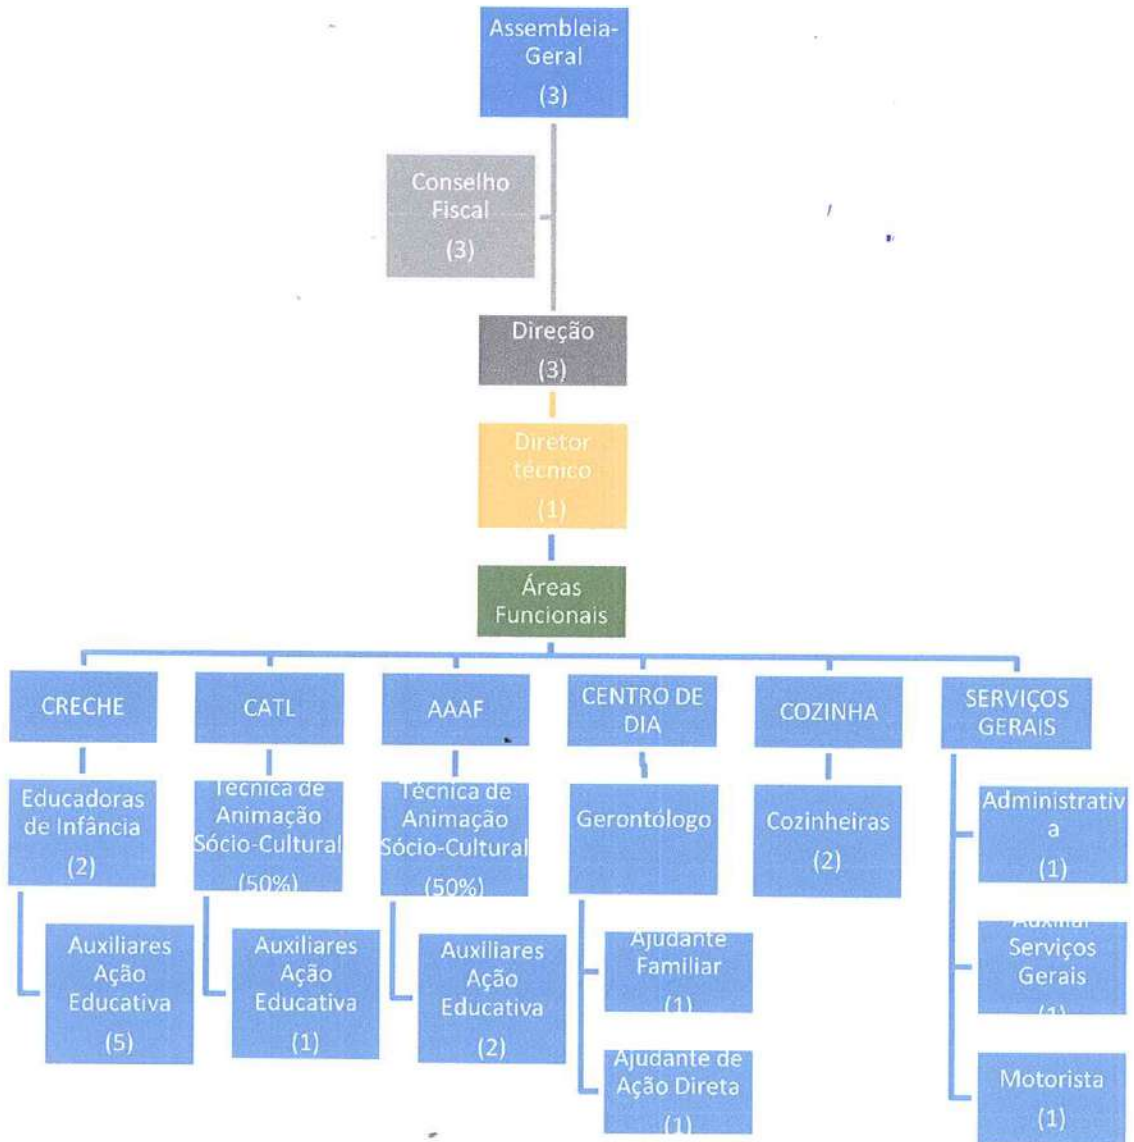 Assembleia-
Geral
(3)
Conselho
Fiscal
(3)
Direção
(3)
Diretor
técnico
(1)
Áreas
Funcionais
CRECHE
CATL
AAAF
CENTRO DE
DIA
COZINHA
SERVIÇOS
GERAIS
Educadoras
de Infância
(2)
Técnica de
Animação
Sócio-Cultural
(50%)
Técnica de
Animação
Sócio-Cultural
(50%)
Gerontólogo
Cozinheiras
(2)
Administrativ
a
(1)
Auxiliares
Ação
Educativa
(5)
Auxiliares
Ação
Educativa
(1)
Auxiliares
Ação
Educativa
(2)
Ajudante
Familiar
(1)
Auxiliar
Serviços
Gerais
(1)
Ajudante de
Ação Direta
(1)
Motorista
(1)